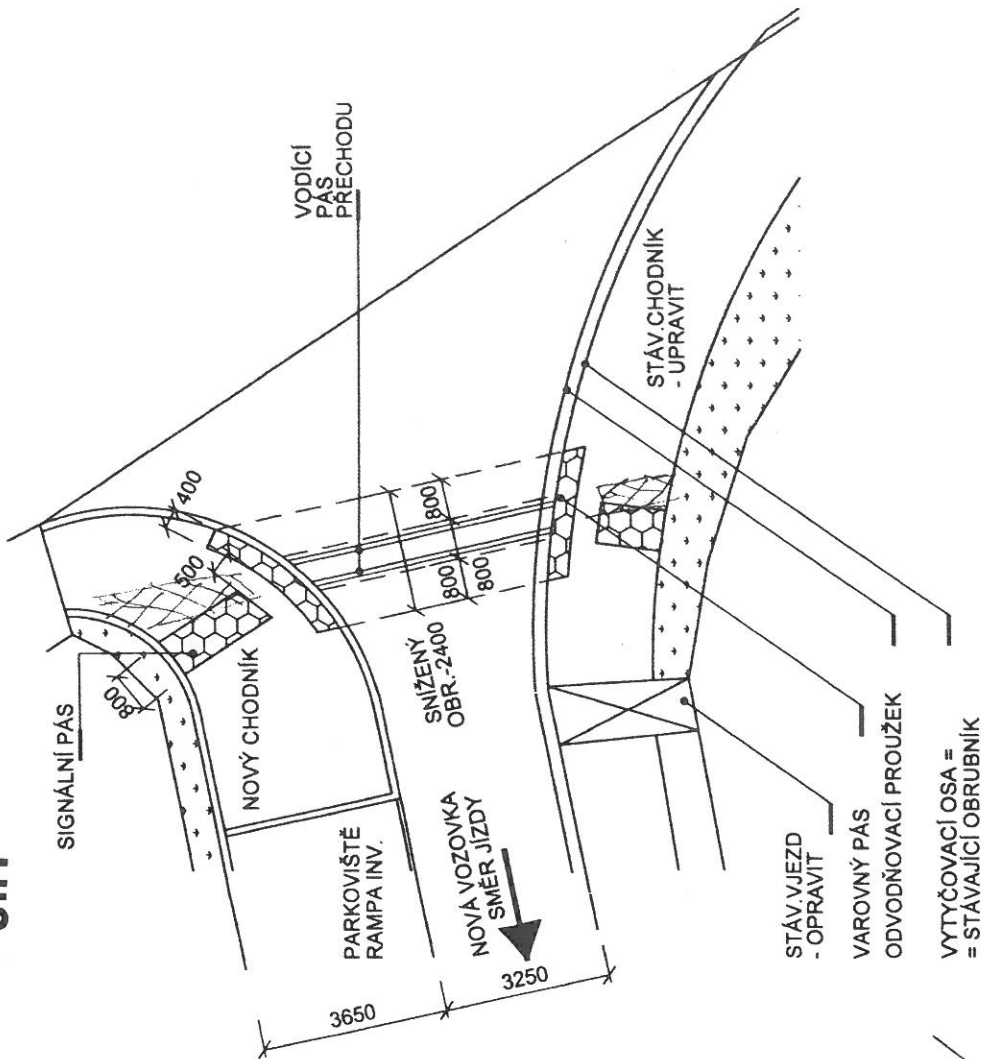 SIGNÁLNÍ PÁS
NOVÝ CHODNÍK
PARKOVIŠTĚ
RAMPA INV.
NOVÁ VOZOVKA
SMĚR JÍZDY
3650
3250
800
500
400
SNÍŽENÝ
OBR.-2400
800
800
800
VODÍCÍ
PÁS
PŘECHODU
STÁV.CHODNÍK
- UPRAVIT
STÁV.VJEZD
- OPRAVIT
VAROVNÝ PÁS
ODVODŇOVACÍ PROUŽEK
VYTYČOVACÍ OSA =
= STÁVAJÍCÍ OBRUBNÍK